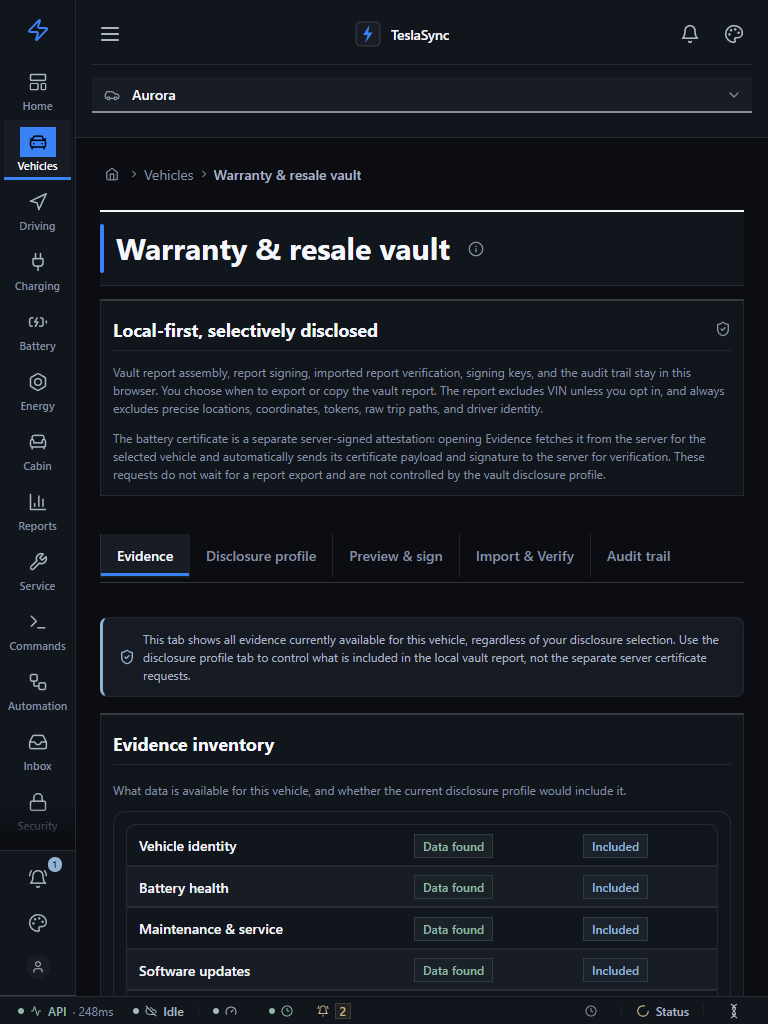 TeslaSync
Aurora
Home
Vehicles
Driving
Charging
Battery
Energy
Cabin
Reports
Service
Commands
Automation
Inbox
Security
1
Vehicles
Warranty & resale vault
Warranty & resale vault
Local-first, selectively disclosed
Vault report assembly, report signing, imported report verification, signing keys, and the audit trail stay in this
browser. You choose when to export or copy the vault report. The report excludes VIN unless you opt in, and always
excludes precise locations, coordinates, tokens, raw trip paths, and driver identity.
The battery certificate is a separate server-signed attestation: opening Evidence fetches it from the server for the
selected vehicle and automatically sends its certificate payload and signature to the server for verification. These
requests do not wait for a report export and are not controlled by the vault disclosure profile.
Evidence
Disclosure profile
Preview & sign
Import & Verify
Audit trail
This tab shows all evidence currently available for this vehicle, regardless of your disclosure selection. Use the
disclosure profile tab to control what is included in the local vault report, not the separate server certificate
requests.
Evidence inventory
What data is available for this vehicle, and whether the current disclosure profile would include it.
Vehicle identity Data found Included
Battery health Data found Included
Maintenance & service Data found Included
Software updates Data found Included
API · 248ms Idle 2 Status